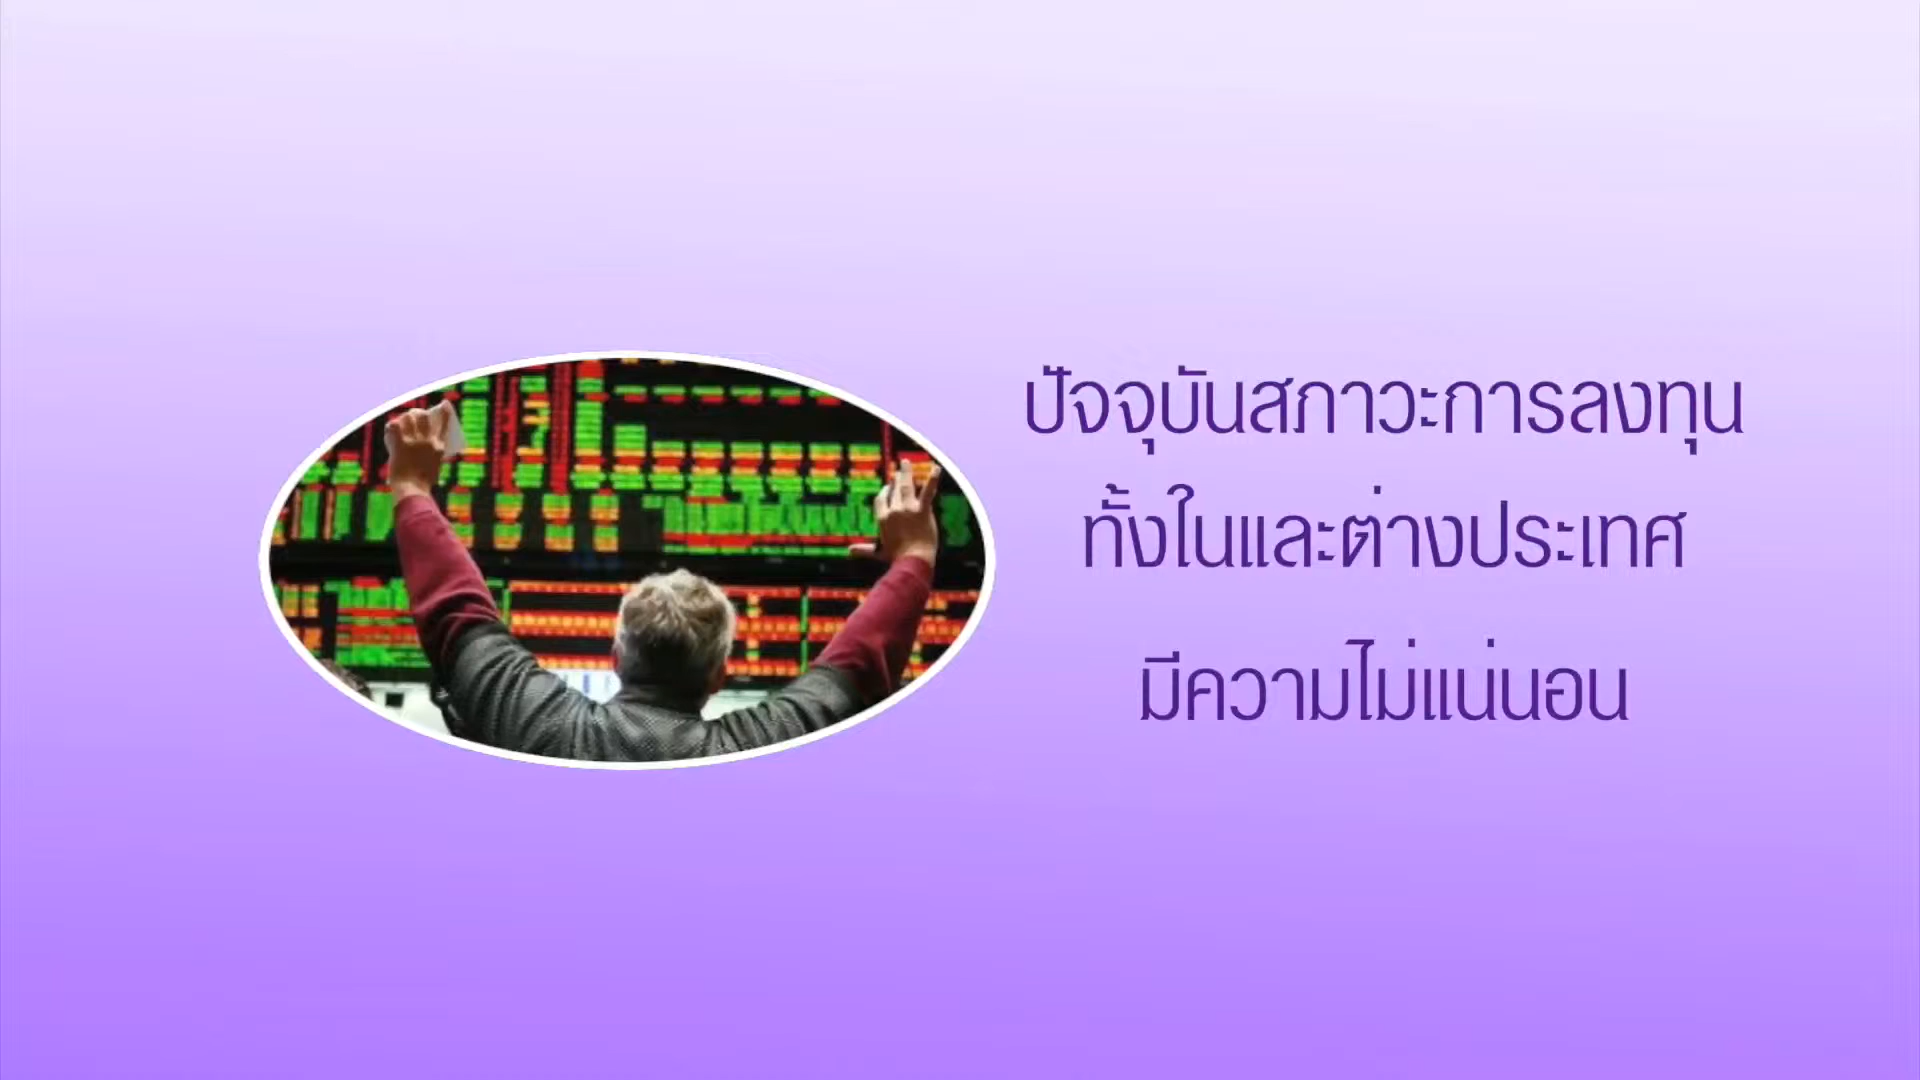 ปัจจุบันสภาวะการลงทุน
ทั้งในและต่างประเทศ
มีความไม่แน่นอน